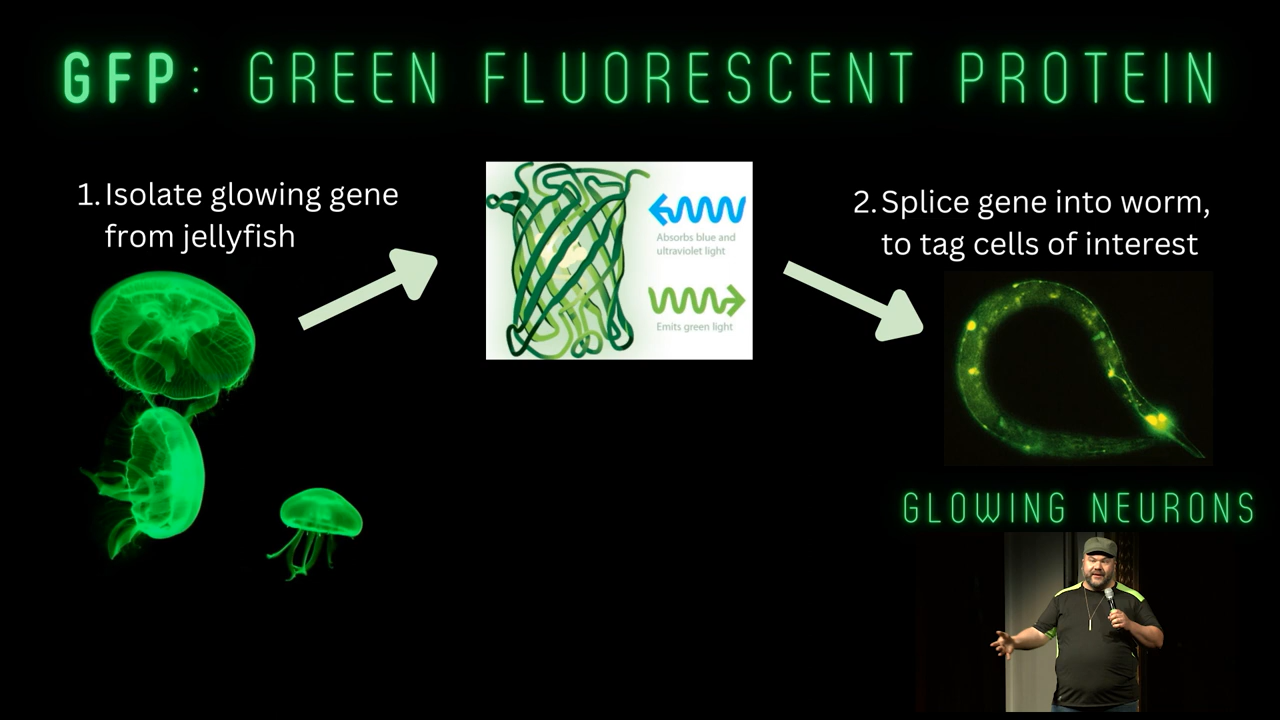 GFP: GREEN FLUORESCENT PROTEIN
1. Isolate glowing gene
from jellyfish
Absorbs blue and
ultraviolet light
Emits green light
2. Splice gene into worm,
to tag cells of interest
GLOWING NEURONS